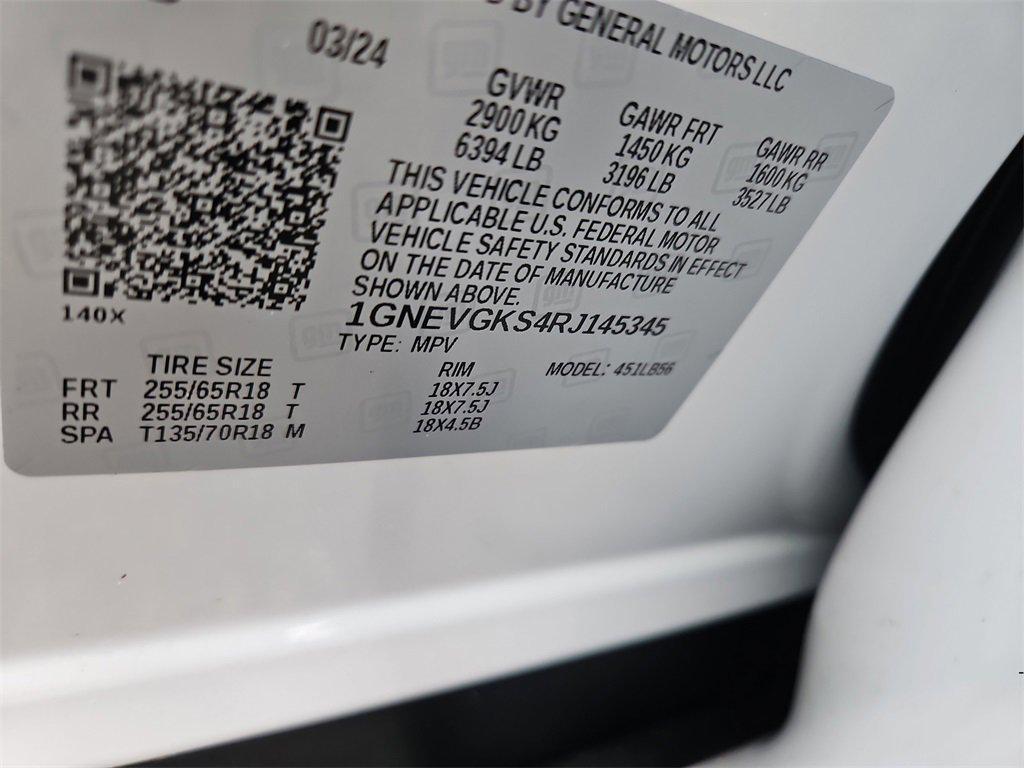 D BY GENERAL MOTORS LLC
03/24
GVWR GAWR FRT GAWR RR
2900 KG 1450 KG 1600 KG
6394 LB 3196 LB 3527 LB
THIS VEHICLE CONFORMS TO ALL
APPLICABLE U.S. FEDERAL MOTOR
VEHICLE SAFETY STANDARDS IN EFFECT
ON THE DATE OF MANUFACTURE
SHOWN ABOVE.
140X
1GNEVGKS4RJ145345
TYPE: MPV MODEL: 451LB56
TIRE SIZE RIM
FRT 255/65R18 T 18X7.5J
RR 255/65R18 T 18X7.5J
SPA T135/70R18 M 18X4.5B